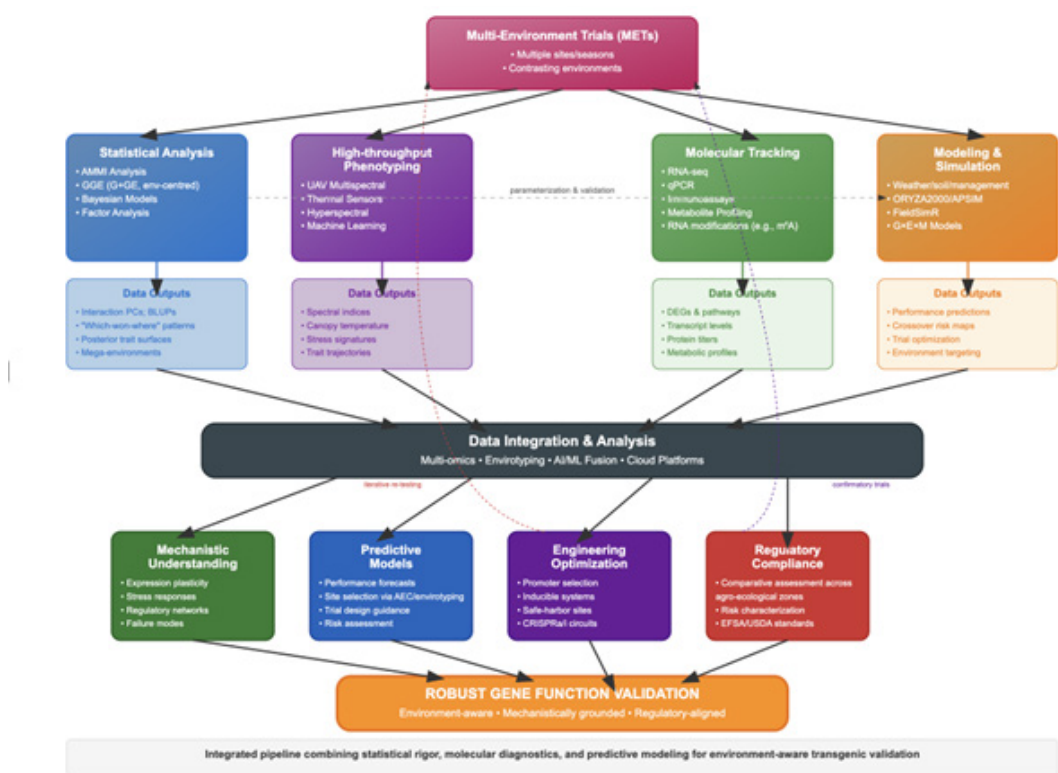 Multi-Environment Trials (METs)
• Multiple sites/seasons
• Contrasting environments
Statistical Analysis
• AMMI Analysis
• GGE (G+GE, env-centred)
• Bayesian Models
• Factor Analysis
High-throughput
Phenotyping
• UAV Multispectral
• Thermal Sensors
• Hyperspectral
• Machine Learning
parameterization & validation
Molecular Tracking
• RNA-seq
• qPCR
• Immunoassays
• Metabolite Profiling
• RNA modifications (e.g., m⁶A)
Modeling &
Simulation
• Weather/soil/management
• ORYZA2000/APSIM
• FieldSimR
• G×E×M Models
Data Outputs
• Interaction PCs, BLUPs
• "Which-won-where" patterns
• Posterior trait surfaces
• Mega-environments
Data Outputs
• Spectral indices
• Canopy temperature
• Stress signatures
• Trait trajectories
Data Outputs
• DEGs & pathways
• Transcript levels
• Protein titers
• Metabolic profiles
Data Outputs
• Performance predictions
• Crossover risk maps
• Trial optimization
• Environment targeting
Data Integration & Analysis
Multi-omics • Envirotyping • AI/ML Fusion • Cloud Platforms
iterative re-testing
confirmatory trials
Mechanistic
Understanding
• Expression plasticity
• Stress responses
• Regulatory networks
• Failure modes
Predictive
Models
• Performance forecasts
• Site selection via AEC/envirotyping
• Trial design guidance
• Risk assessment
Engineering
Optimization
• Promoter selection
• Inducible systems
• Safe-harbor sites
• CRISPRa/i circuits
Regulatory
Compliance
• Comparative assessment across
agro-ecological zones
• Risk characterization
• EFSA/USDA standards
ROBUST GENE FUNCTION VALIDATION
Environment-aware • Mechanistically grounded • Regulatory-aligned
Integrated pipeline combining statistical rigor, molecular diagnostics, and predictive modeling for environment-aware transgenic validation